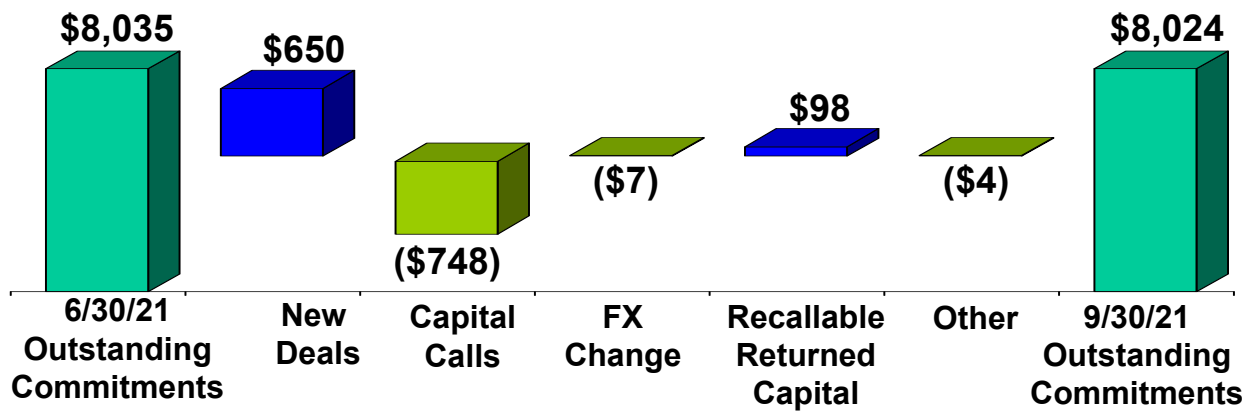 $8,035
$650
($748)
($7)
$98
($4)
$8,024
6/30/21
Outstanding
Commitments
New
Deals
Capital
Calls
FX
Change
Recallable
Returned
Capital
Other
9/30/21
Outstanding
Commitments